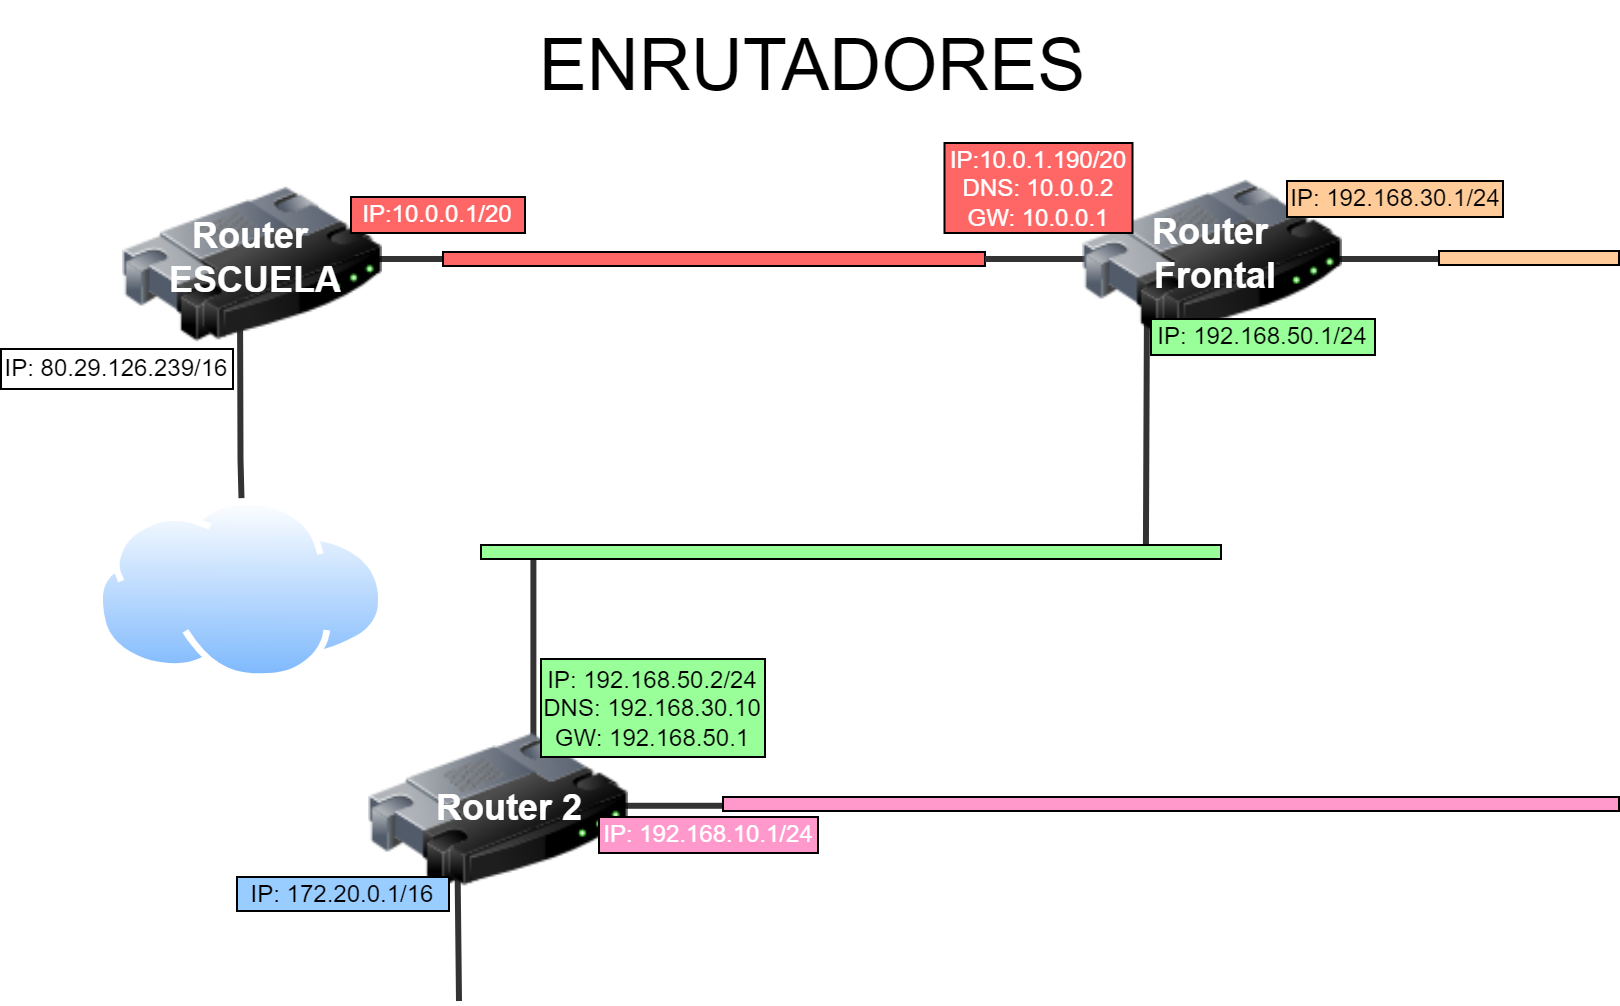 ENRUTADORES
IP:10.0.1.190/20
DNS: 10.0.0.2
GW: 10.0.0.1
IP: 192.168.30.1/24
IP:10.0.0.1/20
Router
ESCUELA
Router
Frontal
IP: 192.168.50.1/24
IP: 80.29.126.239/16
IP: 192.168.50.2/24
DNS: 192.168.30.10
GW: 192.168.50.1
Router 2
IP: 192.168.10.1/24
IP: 172.20.0.1/16